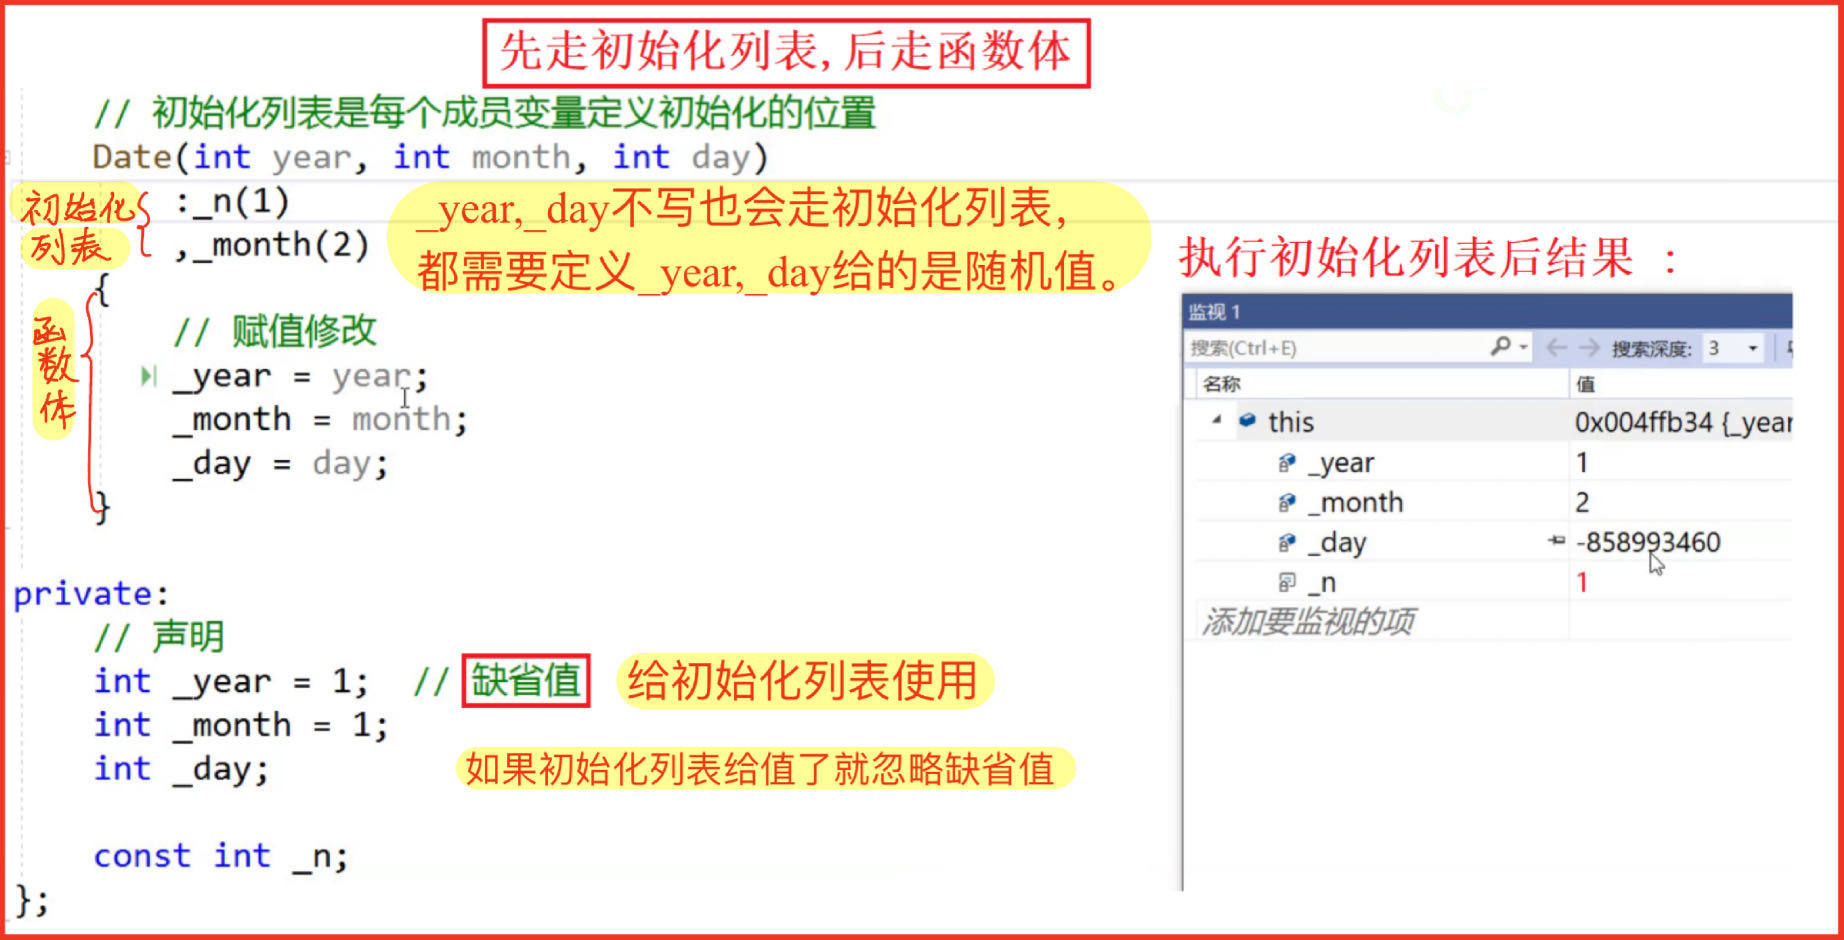 先走初始化列表,后走函数体
// 初始化列表是每个成员变量定义初始化的位置
Date(int year, int month, int day)
初始化
列表
:_n(1)
,_month(2)
_year,_day不写也会走初始化列表,
都需要定义_year,_day给的是随机值。
函数体
{
// 赋值修改
_year = year;
_month = month;
_day = day;
}
private:
// 声明
int _year = 1; // 缺省值 给初始化列表使用
int _month = 1;
int _day; 如果初始化列表给值了就忽略缺省值
const int _n;
};
执行初始化列表后结果 :
监视 1
搜索(Ctrl+E) 搜索深度: 3
名称 值
this 0x004ffb34 {_year
_year 1
_month 2
_day -858993460
_n 1
添加要监视的项